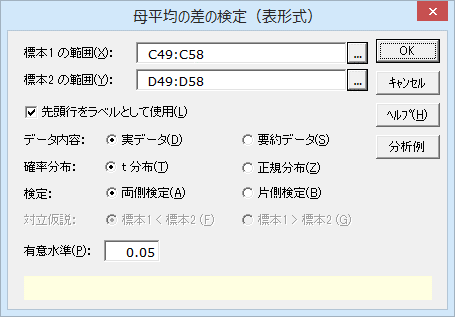 母平均の差の検定（表形式）
標本1 の範囲(X): C49:C58 ... OK
標本2 の範囲(Y): D49:D58 ... キャンセル
先頭行をラベルとして使用(L) ヘルプ(H)
データ内容: 実データ(D) 要約データ(S) 分析例
確率分布: t 分布(T) 正規分布(Z)
検定: 両側検定(A) 片側検定(B)
対立仮説: 標本1 < 標本2 (F) 標本1 > 標本2 (G)
有意水準(P): 0.05